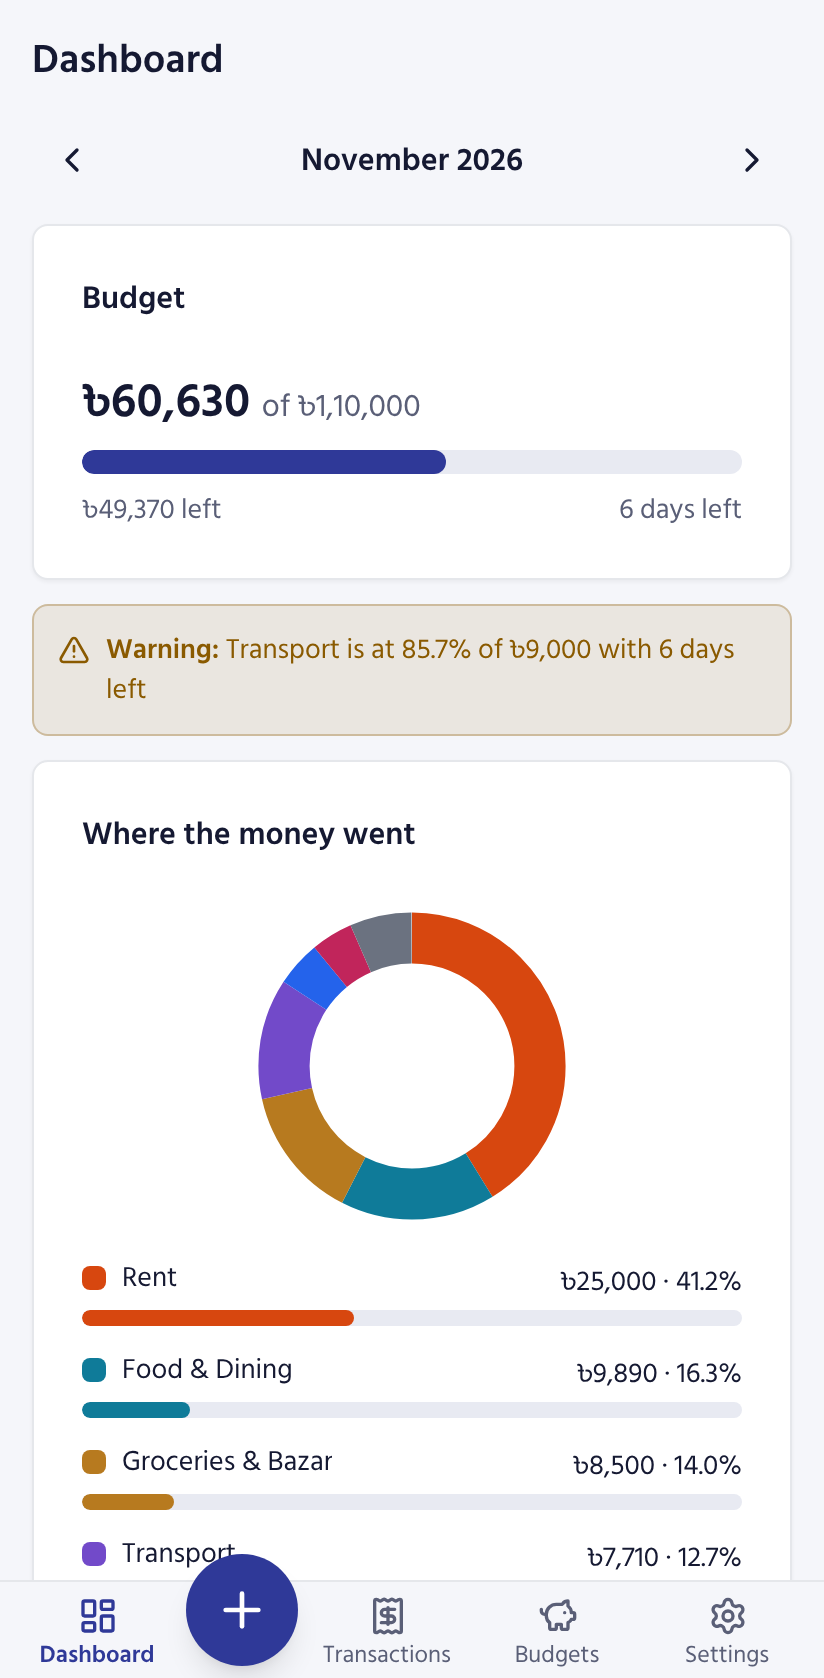 Dashboard
November 2026
Budget
৳60,630 of ৳1,10,000
৳49,370 left 6 days left
Warning: Transport is at 85.7% of ৳9,000 with 6 days
left
Where the money went
Rent ৳25,000 · 41.2%
Food & Dining ৳9,890 · 16.3%
Groceries & Bazar ৳8,500 · 14.0%
Transport ৳7,710 · 12.7%
Dashboard Transactions Budgets Settings